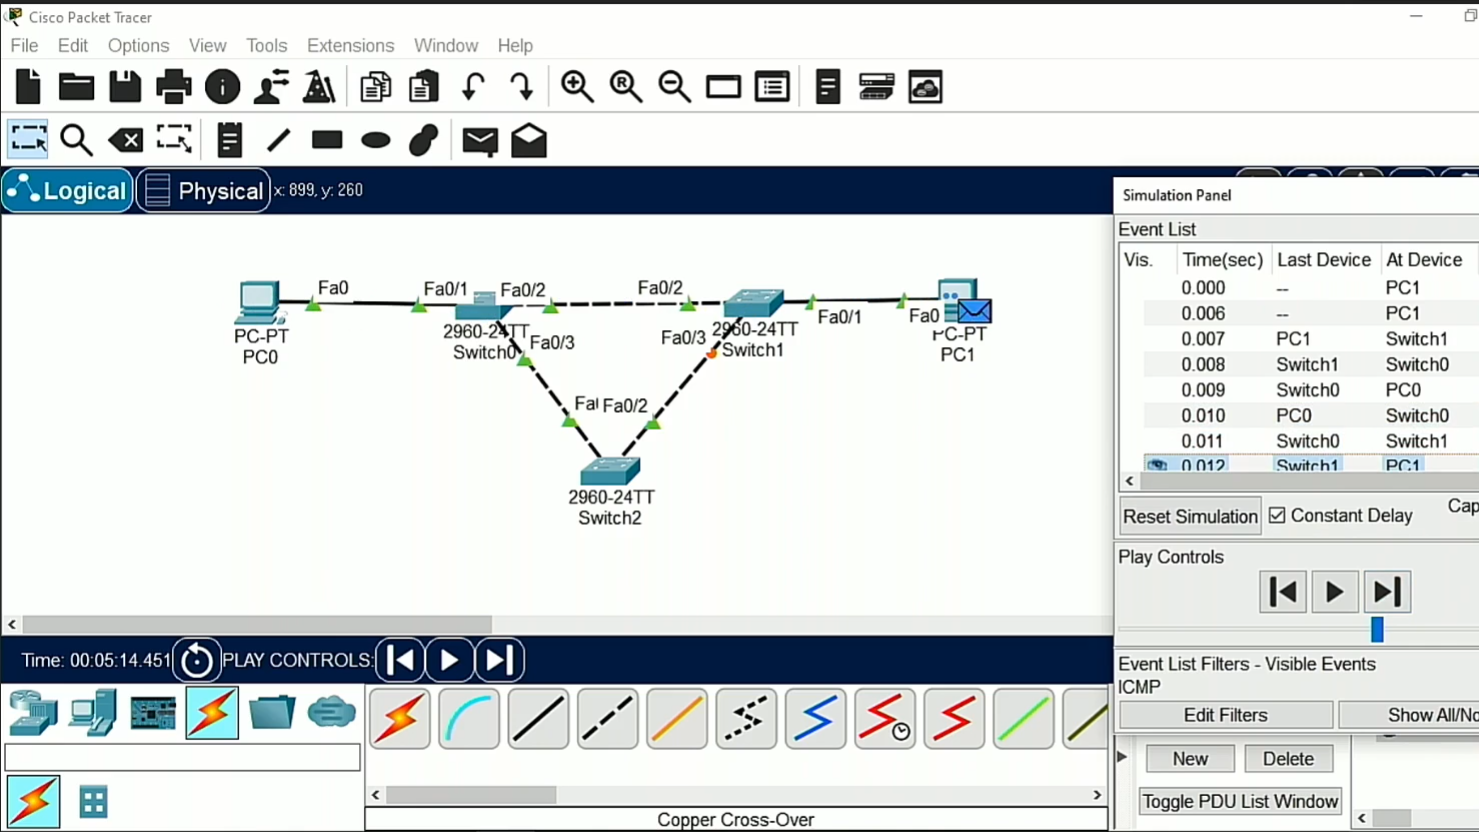 Cisco Packet Tracer
File Edit Options View Tools Extensions Window Help
Logical Physical x: 899, y: 260
Simulation Panel
Event List
Vis. Time(sec) Last Device At Device
0.000 -- PC1
0.006 -- PC1
0.007 PC1 Switch1
0.008 Switch1 Switch0
0.009 Switch0 PC0
0.010 PC0 Switch0
0.011 Switch0 Switch1
0.012 Switch1 PC1
Reset Simulation Constant Delay Cap
Play Controls
Event List Filters - Visible Events
ICMP
Edit Filters Show All/No
New Delete
Toggle PDU List Window
Fa0 Fa0/1 Fa0/2 Fa0/2
Fa0/1 Fa0
PC-PT
PC0
2960-24TT
Switch0
Fa0/3
Fa0/3
2960-24TT
Switch1
PC-PT
PC1
Fa0/2
2960-24TT
Switch2
Time: 00:05:14.451 PLAY CONTROLS:
Copper Cross-Over